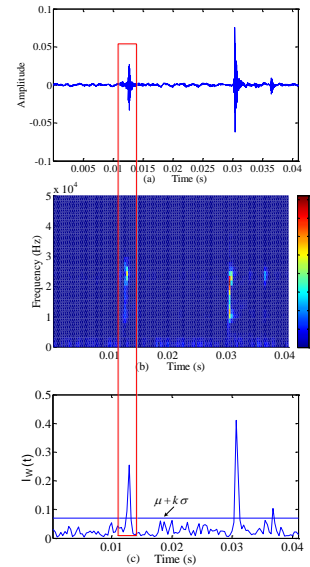 0.1
0.05
0
-0.05
-0.1
Amplitude
0.005 0.01 0.015 0.02 0.025 0.03 0.035 0.04
(a) Time (s)
x 10^4
5
4
3
2
1
0
Frequency (Hz)
0.01 0.02 0.03 0.04
(b) Time (s)
0.5
0.4
0.3
0.2
0.1
0
I_W(t)
μ+kσ
0.01 0.02 0.03 0.04
(c) Time (s)